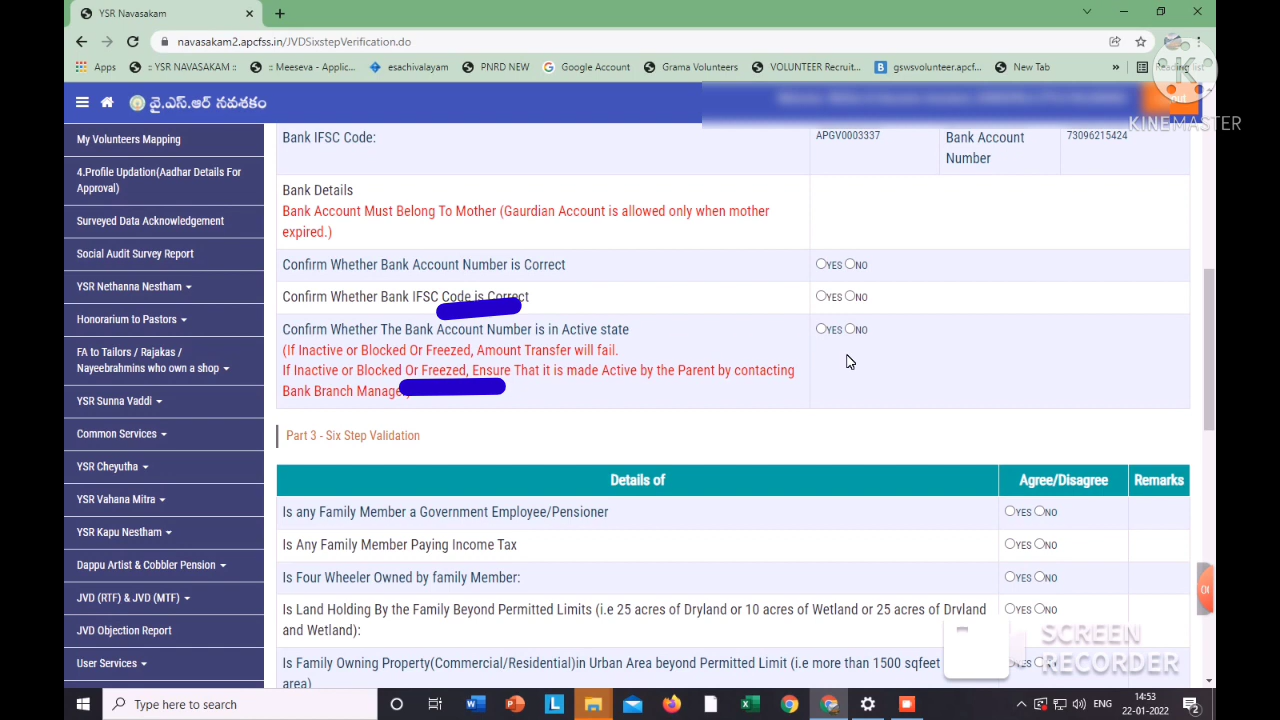 YSR Navasakam
navasakam2.apcfss.in/JVDSixstepVerification.do
Apps
:: YSR NAVASAKAM ::
:: Meeseva - Applic...
esachivalayam
PNRD NEW
Google Account
Grama Volunteers
VOLUNTEER Recruit...
gswsvolunteer.apcf...
New Tab
»
Reading list
వై.ఎస్.ఆర్ నవశకం
KINEMASTER
My Volunteers Mapping
4.Profile Updation(Aadhar Details For
Approval)
Surveyed Data Acknowledgement
Social Audit Survey Report
YSR Nethanna Nestham
Honorarium to Pastors
FA to Tailors / Rajakas /
Nayeebrahmins who own a shop
YSR Sunna Vaddi
Common Services
YSR Cheyutha
YSR Vahana Mitra
YSR Kapu Nestham
Dappu Artist & Cobbler Pension
JVD (RTF) & JVD (MTF)
JVD Objection Report
User Services
Bank IFSC Code:
APGV0003337
Bank Account
Number
73096215424
Bank Details
Bank Account Must Belong To Mother (Gaurdian Account is allowed only when mother
expired.)
Confirm Whether Bank Account Number is Correct
YES NO
Confirm Whether Bank IFSC Code is Correct
YES NO
Confirm Whether The Bank Account Number is in Active state
YES NO
(If Inactive or Blocked Or Freezed, Amount Transfer will fail.
If Inactive or Blocked Or Freezed, Ensure That it is made Active by the Parent by contacting
Bank Branch Manager
Part 3 - Six Step Validation
Details of
Agree/Disagree
Remarks
Is any Family Member a Government Employee/Pensioner
YES NO
Is Any Family Member Paying Income Tax
YES NO
Is Four Wheeler Owned by family Member:
YES NO
Is Land Holding By the Family Beyond Permitted Limits (i.e 25 acres of Dryland or 10 acres of Wetland or 25 acres of Dryland
and Wetland):
YES NO
Is Family Owning Property(Commercial/Residential)in Urban Area beyond Permitted Limit (i.e more than 1500 sqfeet
area)
SCREEN
RECORDER
Type here to search
ENG
14:53
22-01-2022